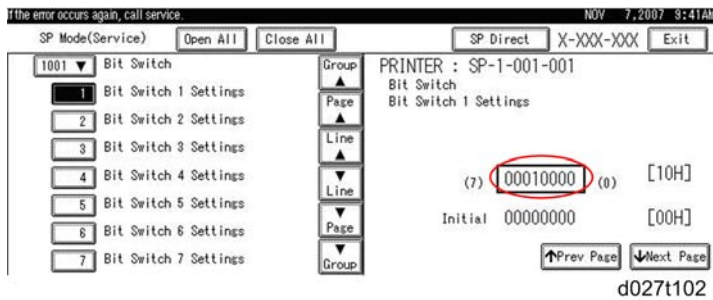 If the error occurs again, call service.
NOV 7,2007 9:41AM
SP Mode(Service) Open All Close All SP Direct X-XXX-XXX Exit
1001 ▼ Bit Switch
1 Bit Switch 1 Settings
2 Bit Switch 2 Settings
3 Bit Switch 3 Settings
4 Bit Switch 4 Settings
5 Bit Switch 5 Settings
6 Bit Switch 6 Settings
7 Bit Switch 7 Settings
Group ▲
Page ▲
Line ▲
▼ Line
▼ Page
▼ Group
PRINTER : SP-1-001-001
Bit Switch
Bit Switch 1 Settings
(7) 00010000 (0) [10H]
Initial 00000000 [00H]
↑Prev Page ↓Next Page
d027t102